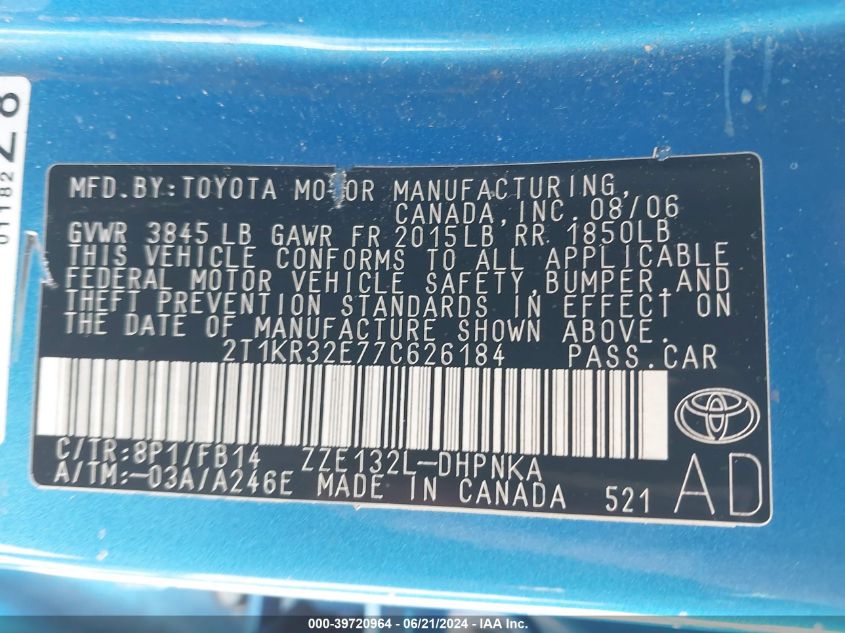 01182
28
MFD.BY:TOYOTA MOTOR MANUFACTURING,
CANADA,INC.08/06
GVWR 3845LB GAWR FR 2015LB RR 1850LB
THIS VEHICLE CONFORMS TO ALL APPLICABLE
FEDERAL MOTOR VEHICLE SAFETY,BUMPER,AND
THEFT PREVENTION STANDARDS IN EFFECT ON
THE DATE OF MANUFACTURE SHOWN ABOVE.
2T1KR32E77C626184 PASS.CAR
C/TR:8P1/FB14 ZZE132L-DHPNKA
A/TM:-03A/A246E MADE IN CANADA 521 AD
000-39720964 - 06/21/2024 - IAA Inc.